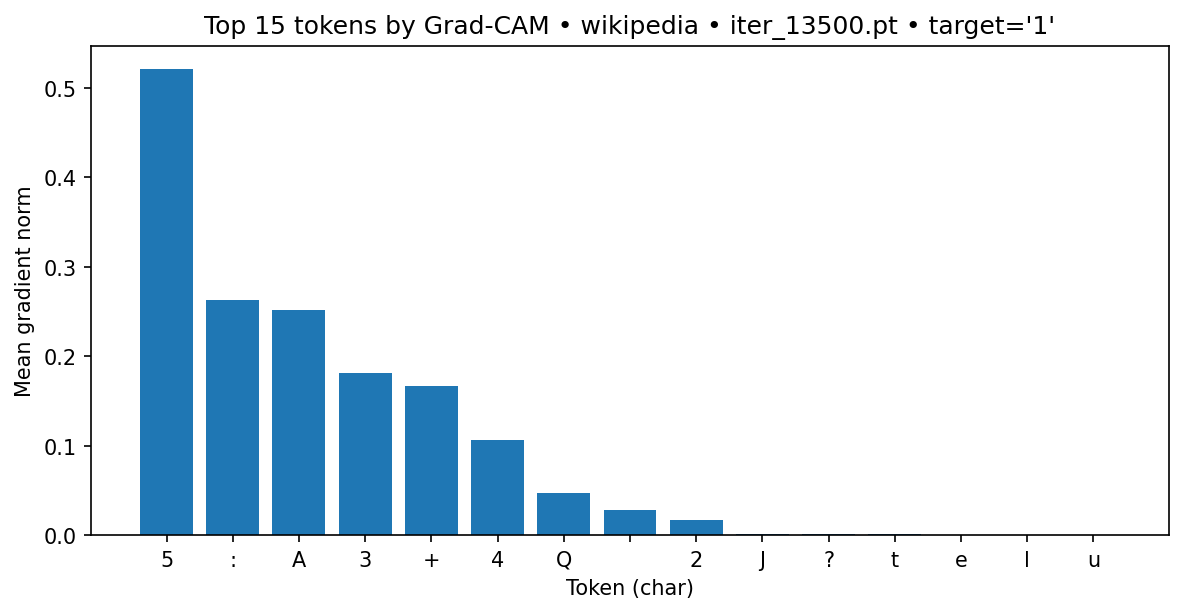 Top 15 tokens by Grad-CAM • wikipedia • iter_13500.pt • target='1'
0.5
0.4
0.3
0.2
0.1
0.0
Mean gradient norm
5 : A 3 + 4 Q 2 J ? t e l u
Token (char)